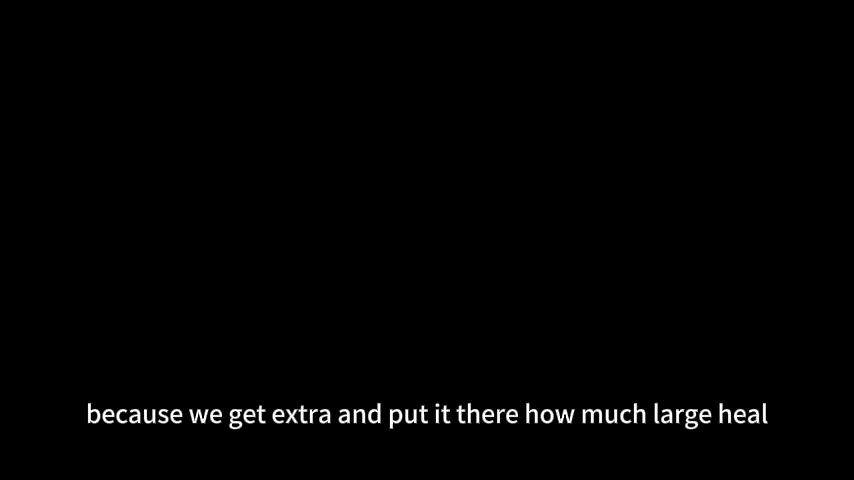 because we get extra and put it there how much large heal